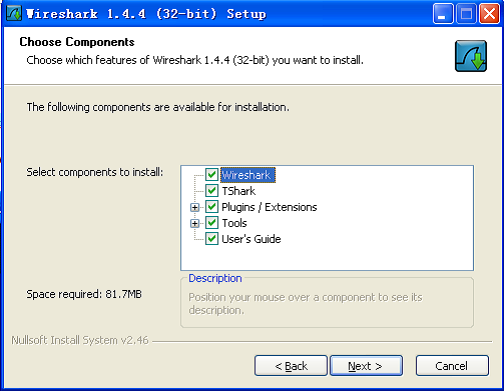 Wireshark 1.4.4 (32-bit) Setup
Choose Components
Choose which features of Wireshark 1.4.4 (32-bit) you want to install.
The following components are available for installation.
Select components to install:
Wireshark
TShark
Plugins / Extensions
Tools
User's Guide
Space required: 81.7MB
Description
Position your mouse over a component to see its
description.
Nullsoft Install System v2.46
< Back
Next >
Cancel